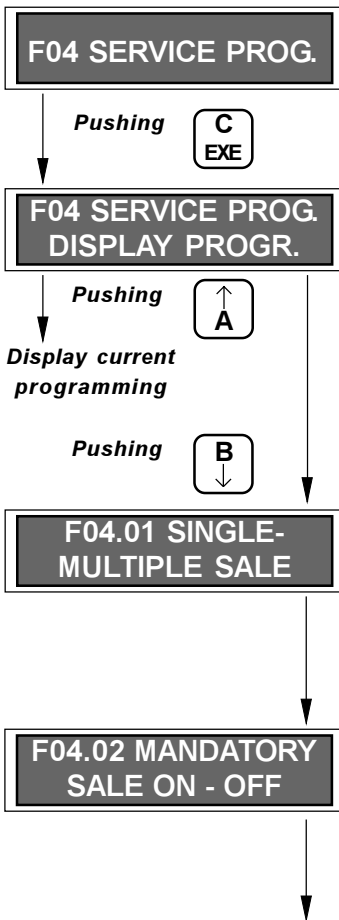 F04 SERVICE PROG.
Pushing
C
EXE
F04 SERVICE PROG.
DISPLAY PROGR.
Pushing
↑
A
Display current
programming
Pushing
B
↓
F04.01 SINGLE-
MULTIPLE SALE
F04.02 MANDATORY
SALE ON - OFF